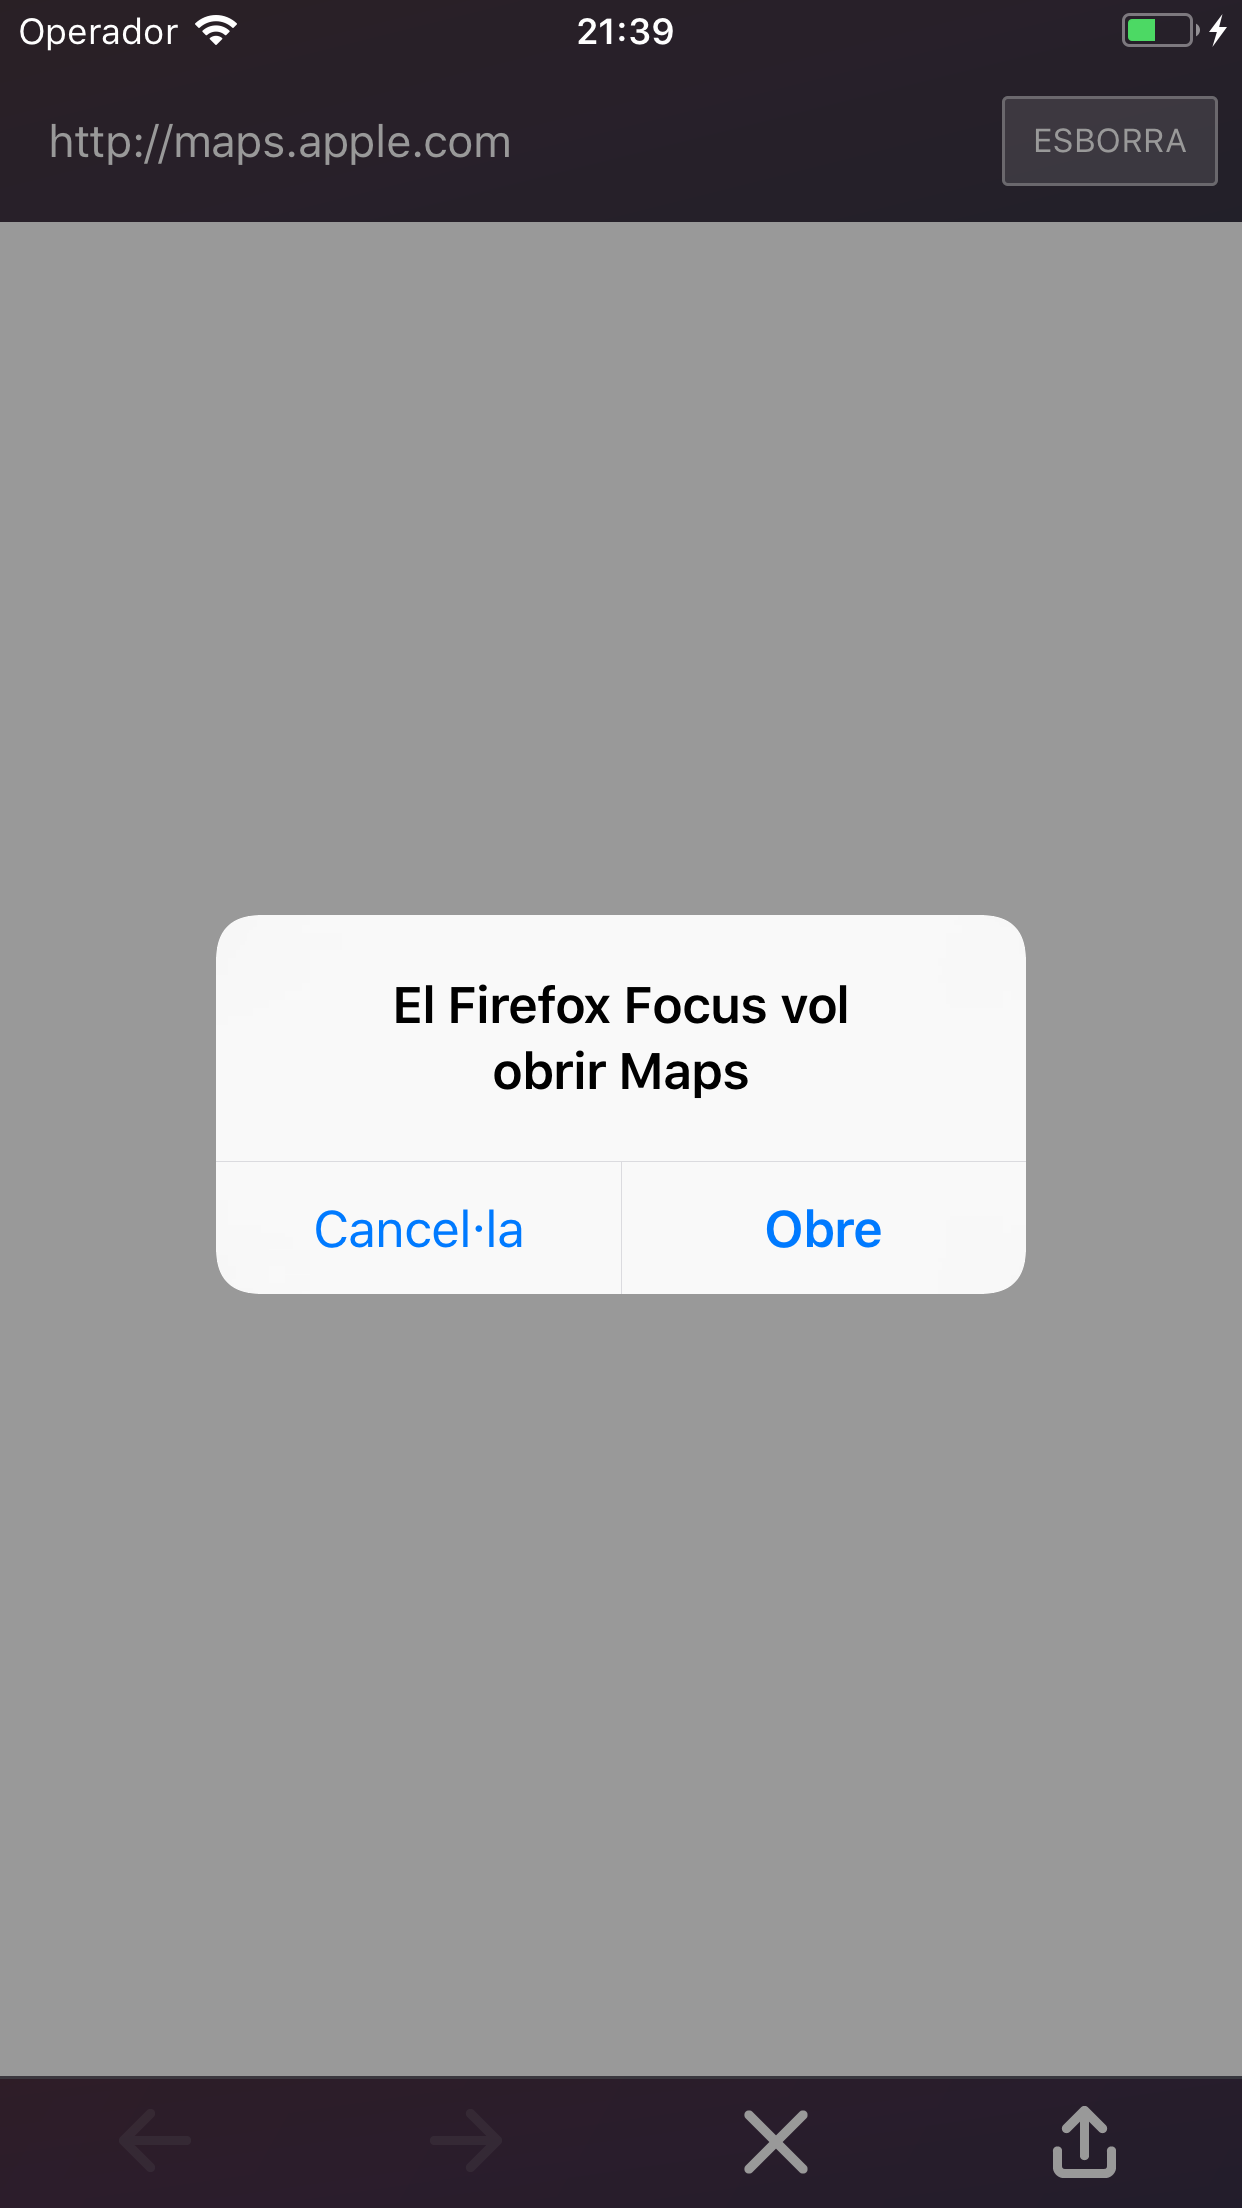 Operador
21:39
http://maps.apple.com
ESBORRA
El Firefox Focus vol
obrir Maps
Cancel·la
Obre